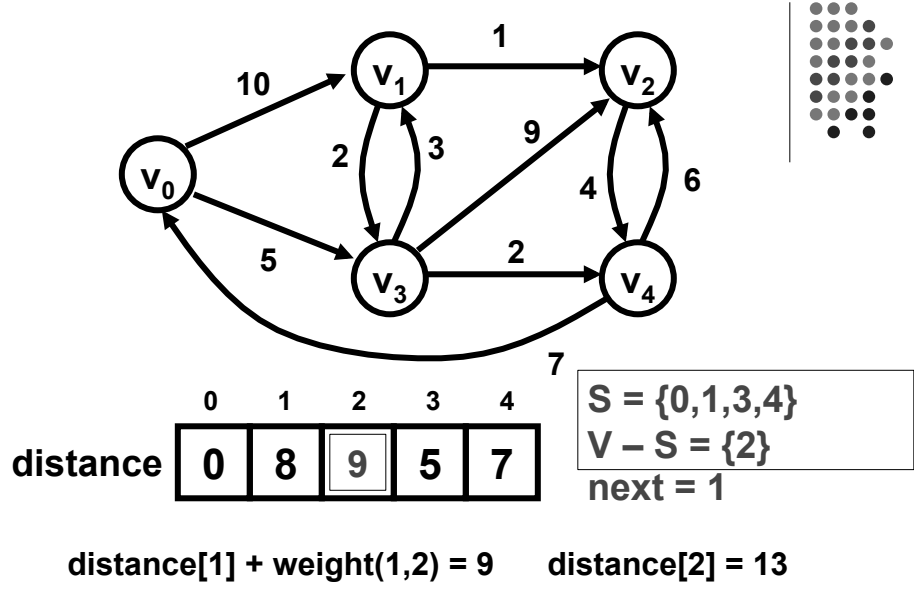 1
v1
v2
10
9
2
3
v0
4
6
5
2
v3
v4
7
0 1 2 3 4
distance 0 8 9 5 7
S = {0,1,3,4}
V – S = {2}
next = 1
distance[1] + weight(1,2) = 9 distance[2] = 13